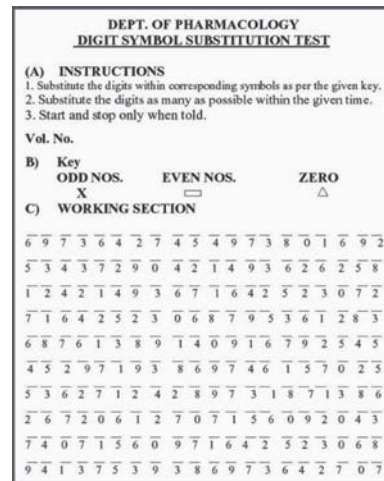 DEPT. OF PHARMACOLOGY
DIGIT SYMBOL SUBSTITUTION TEST
(A) INSTRUCTIONS
1. Substitute the digits within corresponding symbols as per the given key.
2. Substitute the digits as many as possible within the given time.
3. Start and stop only when told.
Vol. No.
B) Key
ODD NOS. EVEN NOS. ZERO
X ▭ △
C) WORKING SECTION
6 9 7 3 6 4 2 7 4 5 4 9 7 3 8 0 1 6 9 2
5 3 4 3 7 2 9 0 4 2 1 4 9 3 6 2 6 2 5 8
1 2 4 2 1 4 9 3 6 7 1 6 4 2 5 2 3 0 7 2
7 1 6 4 2 5 2 3 0 6 8 7 9 5 3 6 1 2 8 3
6 8 7 6 1 3 8 9 1 4 0 9 1 6 7 9 2 5 4 5
4 5 2 9 7 1 9 3 8 6 9 7 4 6 1 5 7 0 2 5
5 3 6 2 7 1 2 4 2 8 9 7 3 1 8 7 1 3 8 6
2 6 7 2 0 6 1 2 7 0 7 1 5 6 0 9 2 0 4 3
7 4 0 7 1 5 6 0 9 7 1 6 4 2 5 2 3 0 6 8
9 4 1 3 7 5 3 9 3 8 6 9 7 3 6 4 2 7 0 7